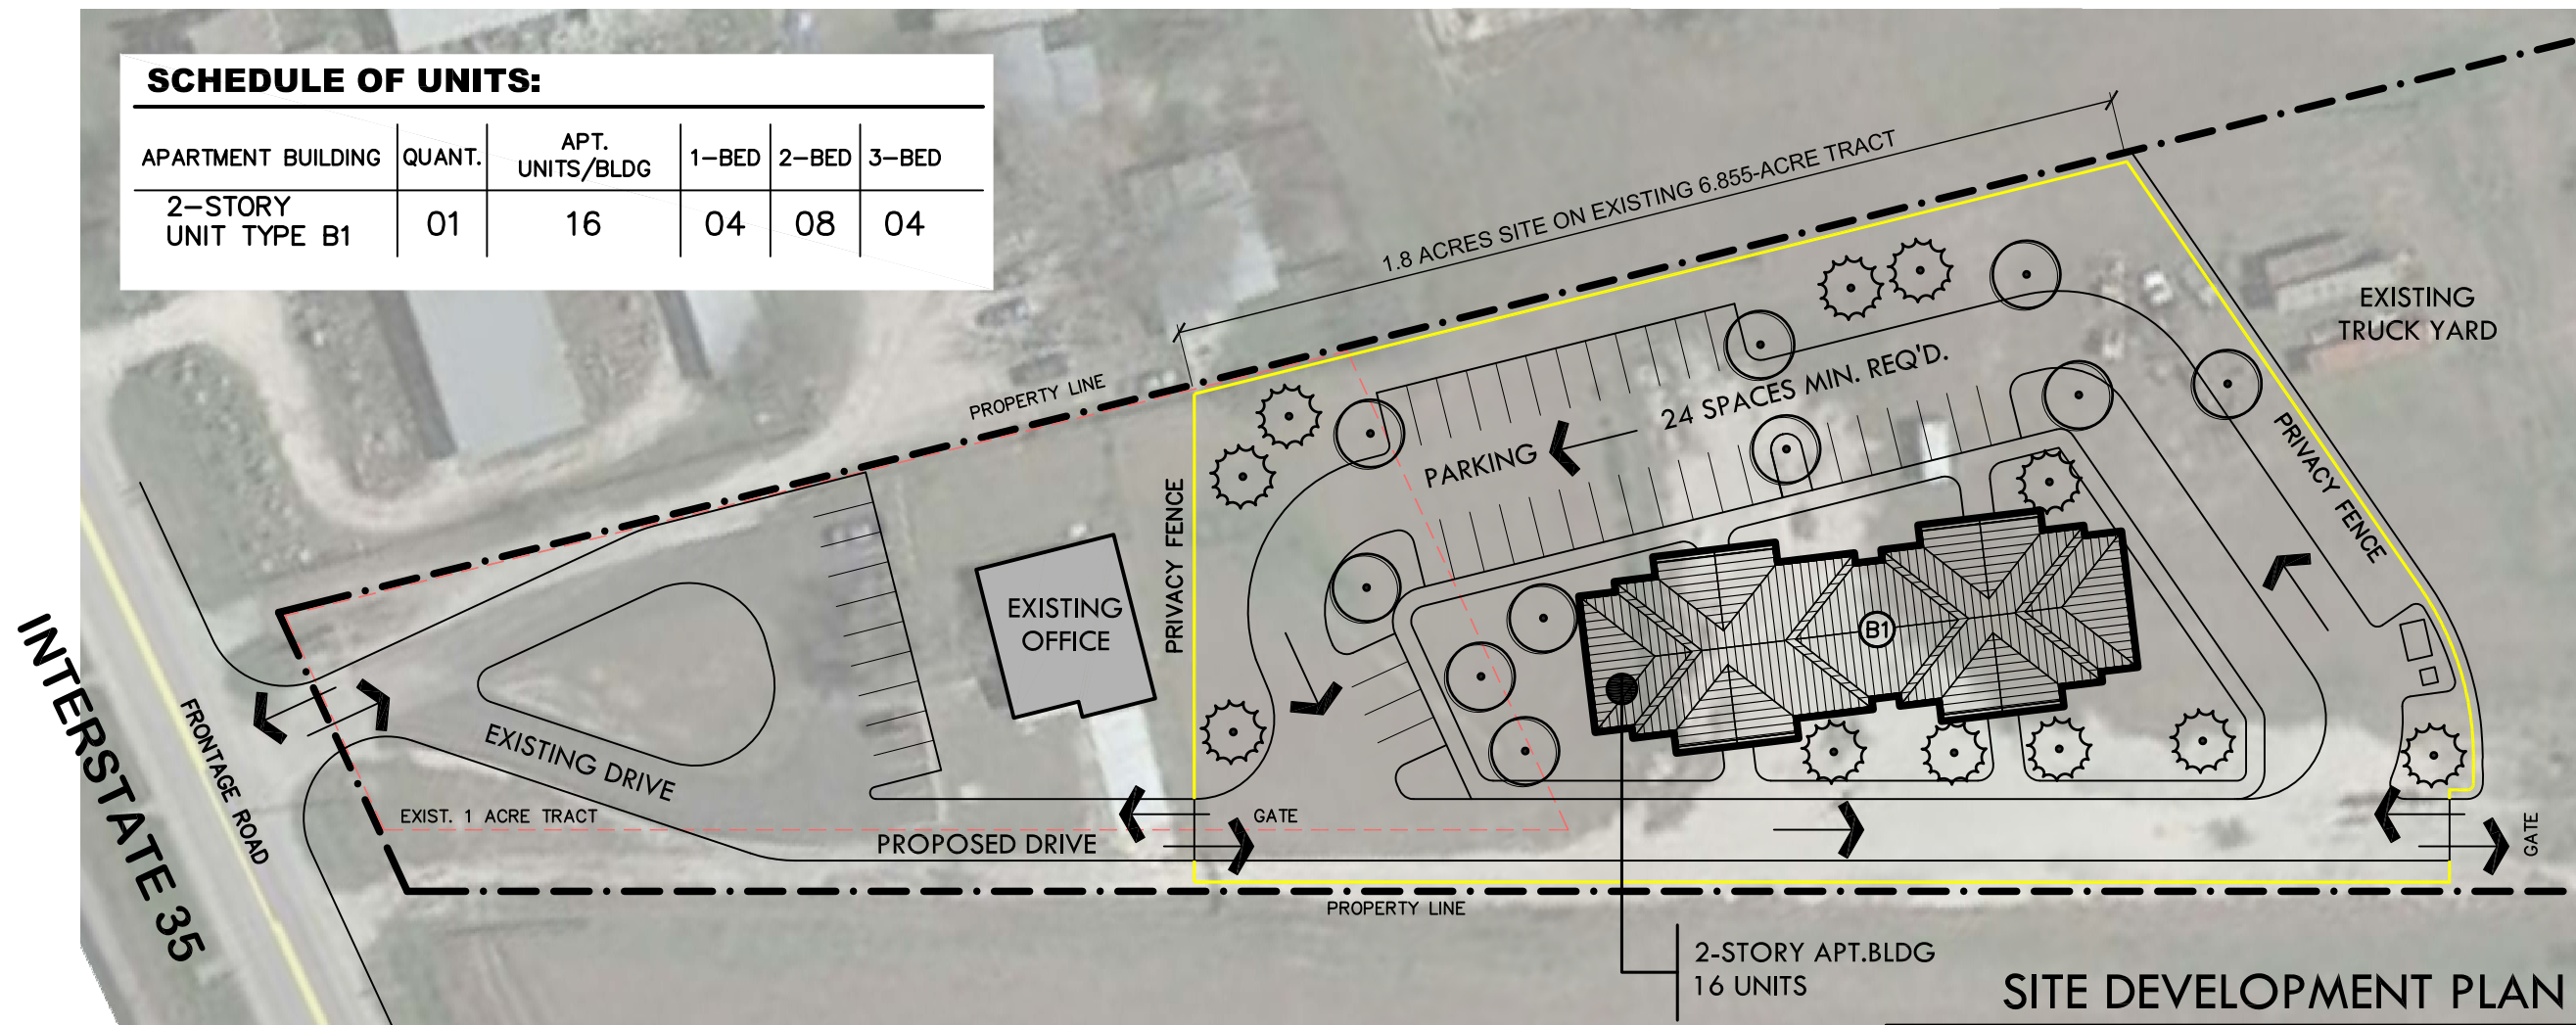 SCHEDULE OF UNITS:
APARTMENT BUILDING QUANT. APT. UNITS/BLDG 1-BED 2-BED 3-BED
2-STORY UNIT TYPE B1 01 16 04 08 04
1.8 ACRES SITE ON EXISTING 6.855-ACRE TRACT
EXISTING
TRUCK YARD
PROPERTY LINE
24 SPACES MIN. REQ'D.
PARKING
PRIVACY FENCE
PRIVACY FENCE
EXISTING
OFFICE
B1
INTERSTATE 35
FRONTAGE ROAD
EXISTING DRIVE
EXIST. 1 ACRE TRACT
PROPOSED DRIVE
GATE
GATE
PROPERTY LINE
2-STORY APT.BLDG
16 UNITS
SITE DEVELOPMENT PLAN